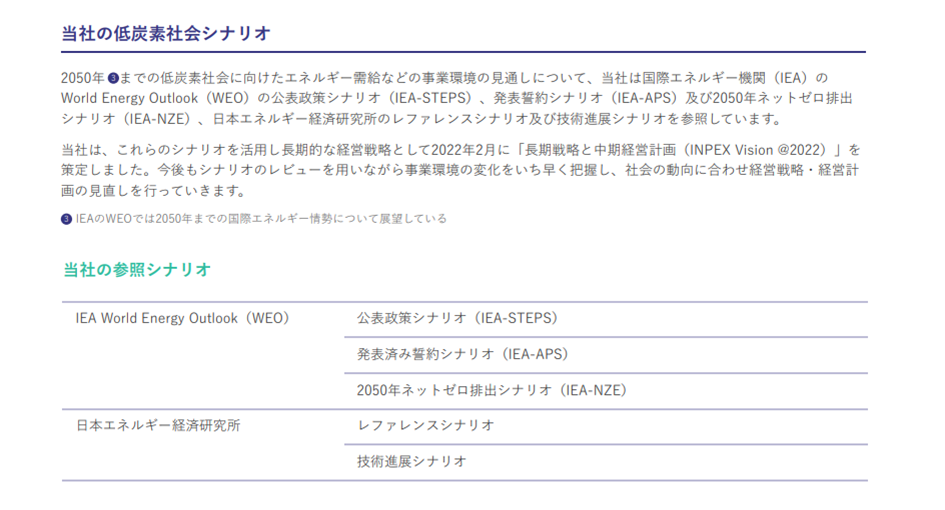 当社の低炭素社会シナリオ
2050年❸までの低炭素社会に向けたエネルギー需給などの事業環境の見通しについて、当社は国際エネルギー機関（IEA）の
World Energy Outlook（WEO）の公表政策シナリオ（IEA-STEPS）、発表誓約シナリオ（IEA-APS）及び2050年ネットゼロ排出
シナリオ（IEA-NZE）、日本エネルギー経済研究所のレファレンスシナリオ及び技術進展シナリオを参照しています。
当社は、これらのシナリオを活用し長期的な経営戦略として2022年2月に「長期戦略と中期経営計画（INPEX Vision @2022）」を
策定しました。今後もシナリオのレビューを用いながら事業環境の変化をいち早く把握し、社会の動向に合わせ経営戦略・経営計
画の見直しを行っていきます。
❸ IEAのWEOでは2050年までの国際エネルギー情勢について展望している
当社の参照シナリオ
IEA World Energy Outlook（WEO）
公表政策シナリオ（IEA-STEPS）
発表済み誓約シナリオ（IEA-APS）
2050年ネットゼロ排出シナリオ（IEA-NZE）
日本エネルギー経済研究所
レファレンスシナリオ
技術進展シナリオ